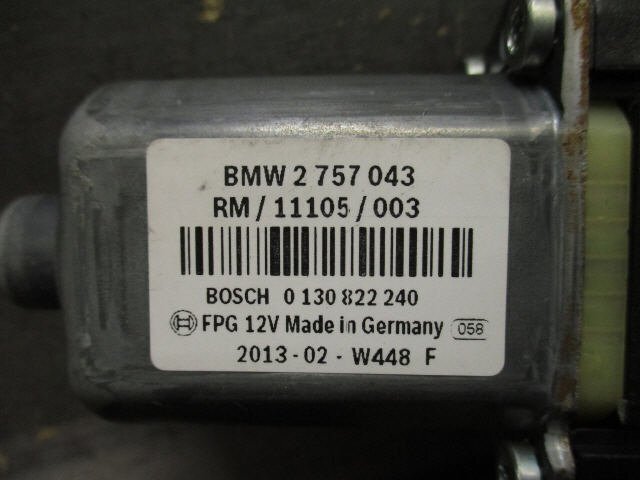 BMW 2 757 043
RM / 11105 / 003
BOSCH 0 130 822 240
FPG 12V Made in Germany 058
2013-02- W448 F